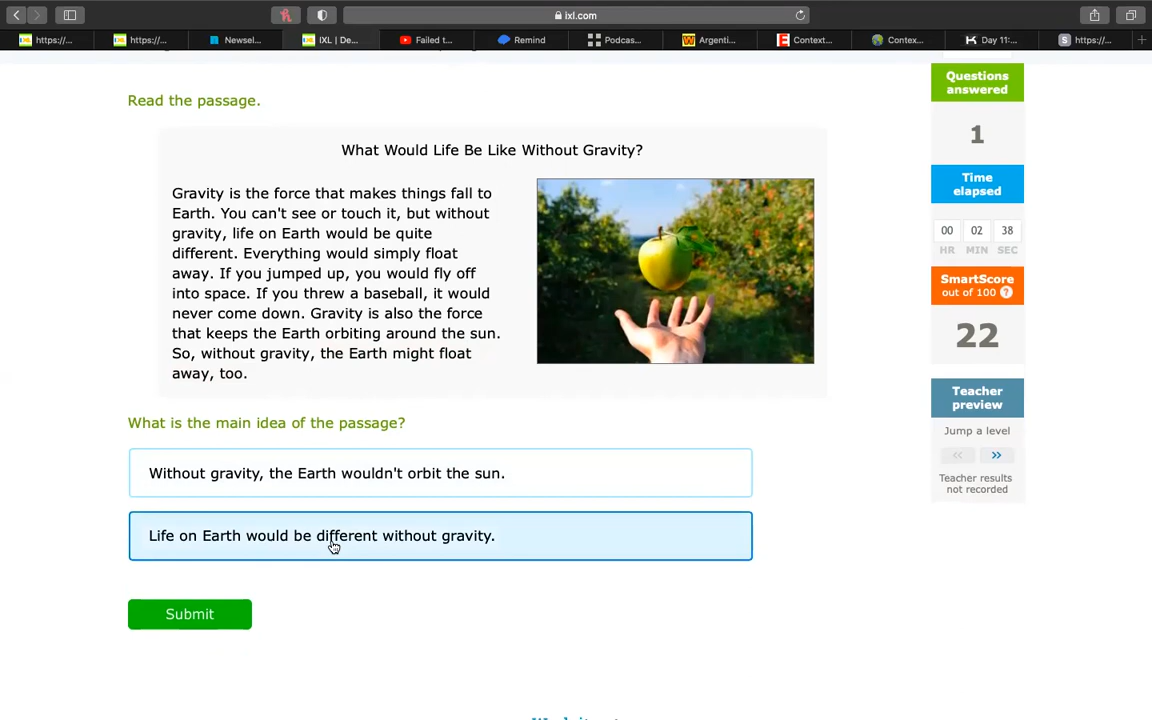 ixl.com
https://...
https://...
Newsel...
IXL | De...
Failed t...
Remind
Podcas...
Argenti...
Context...
Contex...
Day 11:...
https://...
Read the passage.
What Would Life Be Like Without Gravity?
Gravity is the force that makes things fall to
Earth. You can't see or touch it, but without
gravity, life on Earth would be quite
different. Everything would simply float
away. If you jumped up, you would fly off
into space. If you threw a baseball, it would
never come down. Gravity is also the force
that keeps the Earth orbiting around the sun.
So, without gravity, the Earth might float
away, too.
What is the main idea of the passage?
Without gravity, the Earth wouldn't orbit the sun.
Life on Earth would be different without gravity.
Submit
Questions
answered
1
Time
elapsed
00 02 38
HR MIN SEC
SmartScore
out of 100 ?
22
Teacher
preview
Jump a level
<< >>
Teacher results
not recorded